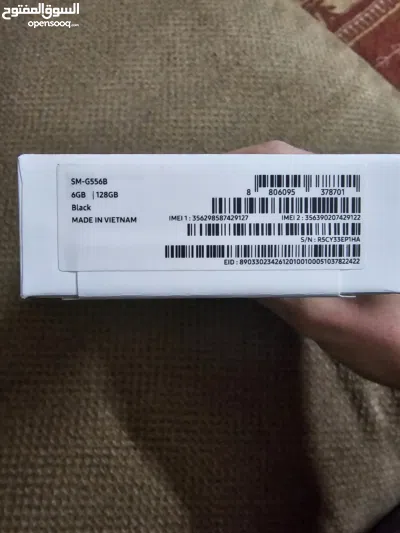 السوق المفتوح
opensooq.com
SM-G556B
6GB | 128GB
Black
MADE IN VIETNAM
8 806095 378701
IMEI 1 : 356298587429127
IMEI 2 : 356390207429122
S/N : R5CY33EP1HA
EID : 89033023426120100100051037822422